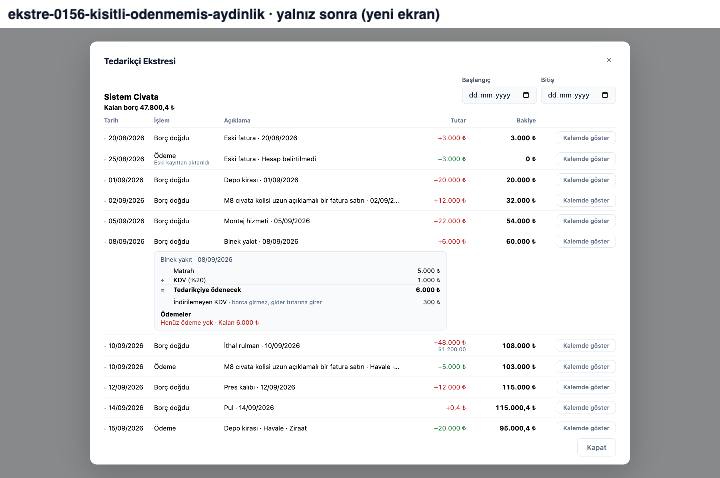 ekstre-0156-kisitli-odenmemis-aydinlik · yalnız sonra (yeni ekran)
Tedarikçi Ekstresi ×
Başlangıç Bitiş
dd mm yyyy dd mm yyyy
Sistem Civata
Kalan borç 47.800,4 ₺
Tarih İşlem Açıklama Tutar Bakiye
20/08/2026 Borç doğdu Eski fatura · 20/08/2026 +3.000 ₺ 3.000 ₺ Kalemde göster
25/08/2026 Ödeme Eski fatura · Hesap belirtilmedi −3.000 ₺ 0 ₺ Kalemde göster
Eski kayıttan aktarıldı
01/09/2026 Borç doğdu Depo kirası · 01/09/2026 +20.000 ₺ 20.000 ₺ Kalemde göster
02/09/2026 Borç doğdu M8 civata kolisi uzun açıklamalı bir fatura satırı · 02/09/2... +12.000 ₺ 32.000 ₺ Kalemde göster
05/09/2026 Borç doğdu Montaj hizmeti · 05/09/2026 +22.000 ₺ 54.000 ₺ Kalemde göster
08/09/2026 Borç doğdu Binek yakıt · 08/09/2026 +6.000 ₺ 60.000 ₺ Kalemde göster
Binek yakıt · 08/09/2026
Matrah 5.000 ₺
+ KDV (%20) 1.000 ₺
= Tedarikçiye ödenecek 6.000 ₺
İndirilemeyen KDV · borca girmez, gider tutarına girer 300 ₺
Ödemeler
Henüz ödeme yok · Kalan 6.000 ₺
10/09/2026 Borç doğdu İthal rulman · 10/09/2026 +48.000 ₺ 108.000 ₺ Kalemde göster
$1.200,00
10/09/2026 Ödeme M8 civata kolisi uzun açıklamalı bir fatura satırı · Havale ·... −5.000 ₺ 103.000 ₺ Kalemde göster
12/09/2026 Borç doğdu Pres kalıbı · 12/09/2026 +12.000 ₺ 115.000 ₺ Kalemde göster
14/09/2026 Borç doğdu Pul · 14/09/2026 +0,4 ₺ 115.000,4 ₺ Kalemde göster
15/09/2026 Ödeme Depo kirası · Havale · Ziraat −20.000 ₺ 95.000,4 ₺ Kalemde göster
Kapat